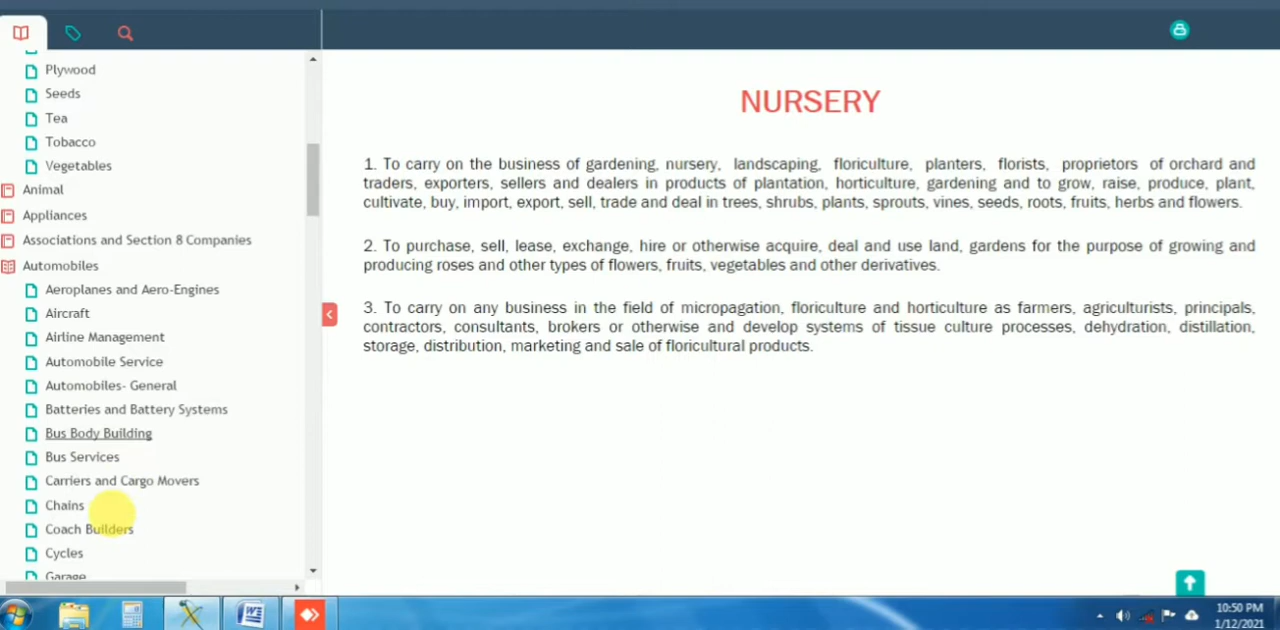 Plywood
Seeds
Tea
Tobacco
Vegetables
Animal
Appliances
Associations and Section 8 Companies
Automobiles
Aeroplanes and Aero-Engines
Aircraft
Airline Management
Automobile Service
Automobiles- General
Batteries and Battery Systems
Bus Body Building
Bus Services
Carriers and Cargo Movers
Chains
Coach Builders
Cycles
Garage
NURSERY
1. To carry on the business of gardening, nursery, landscaping, floriculture, planters, florists, proprietors of orchard and
traders, exporters, sellers and dealers in products of plantation, horticulture, gardening and to grow, raise, produce, plant,
cultivate, buy, import, export, sell, trade and deal in trees, shrubs, plants, sprouts, vines, seeds, roots, fruits, herbs and flowers.
2. To purchase, sell, lease, exchange, hire or otherwise acquire, deal and use land, gardens for the purpose of growing and
producing roses and other types of flowers, fruits, vegetables and other derivatives.
3. To carry on any business in the field of micropagation, floriculture and horticulture as farmers, agriculturists, principals,
contractors, consultants, brokers or otherwise and develop systems of tissue culture processes, dehydration, distillation,
storage, distribution, marketing and sale of floricultural products.
10:50 PM
1/12/2021